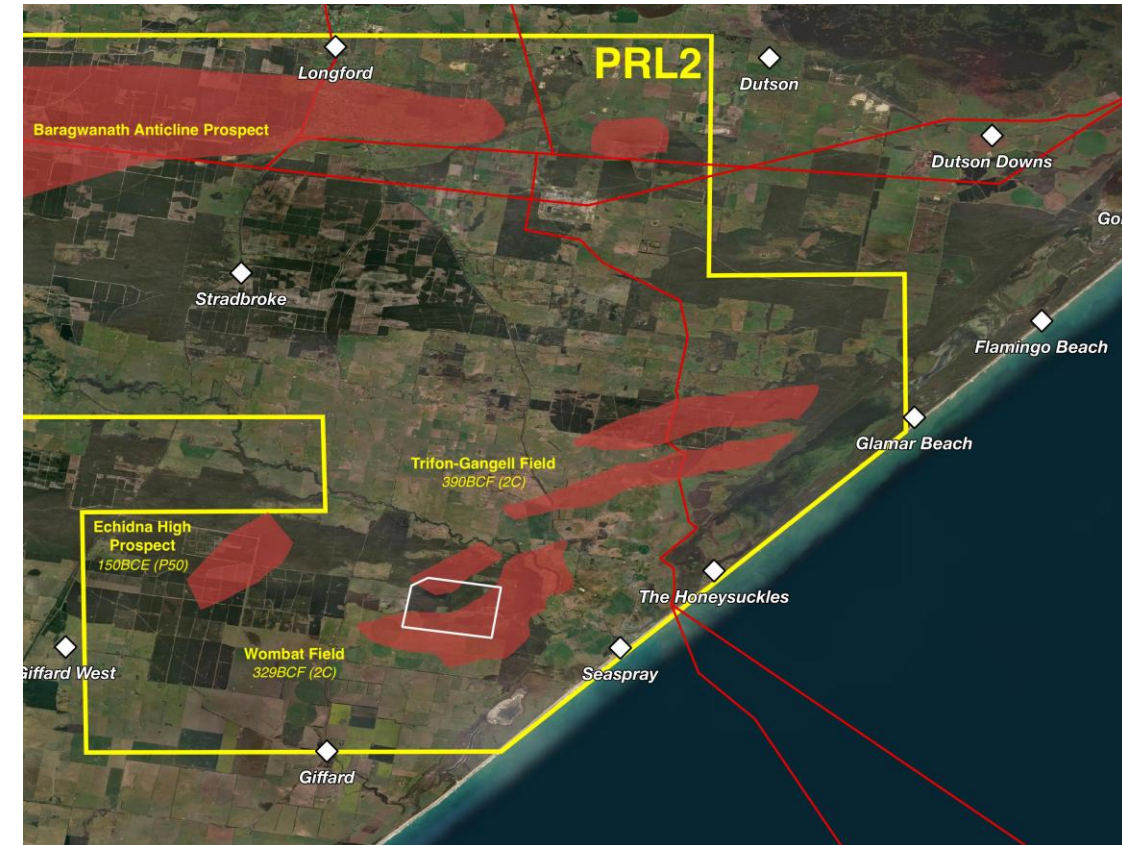 PRL2
Longford
Dutson
Baragwanath Anticline Prospect
Dutson Downs
Stradbroke
Flamingo Beach
Glamar Beach
Trifon-Gangell Field
390BCF (2C)
Echidna High
Prospect
150BCE (P50)
The Honeysuckles
Wombat Field
329BCF (2C)
Giffard West
Seaspray
Giffard